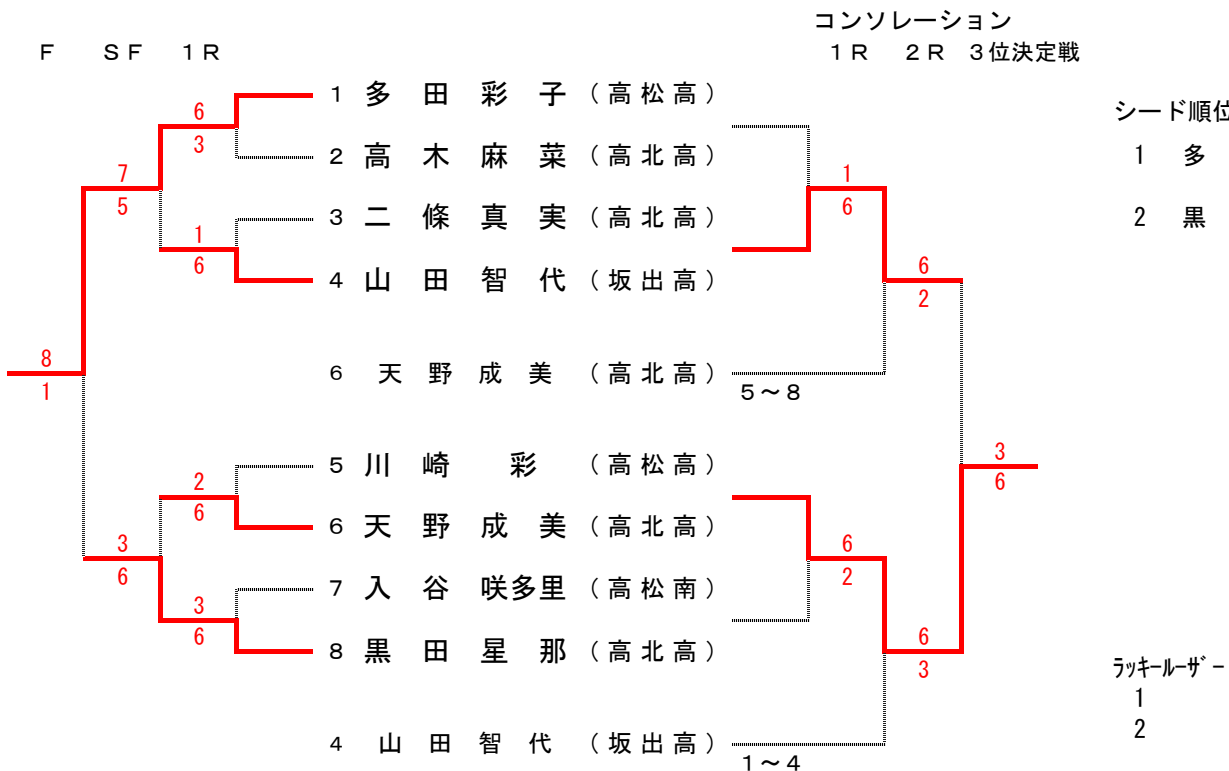 コンソレーション
F SF 1R 1R 2R 3位決定戦
1 多田彩子 (高松高)
シード順位
6
3
2 高木麻菜 (高北高)
1 多
7
5
1
6
3 二條真実 (高北高)
2 黒
1
6
4 山田智代 (坂出高)
6
2
8
1
6 天野成美 (高北高)
5~8
5 川崎彩 (高松高)
3
6
2
6
6 天野成美 (高北高)
3
6
6
2
7 入谷咲多里 (高松南)
3
6
8 黒田星那 (高北高)
6
3
ラッキールーザー
1
2
4 山田智代 (坂出高)
1~4